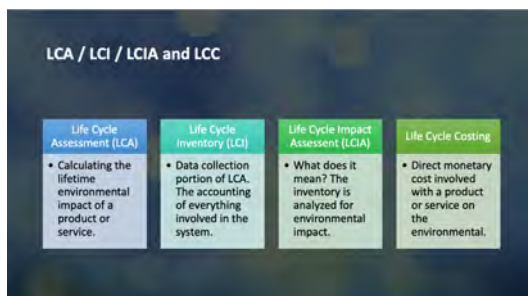 LCA / LCI / LCIA and LCC
Life Cycle
Assessment (LCA)
• Calculating the
lifetime
environmental
impact of a
product or
service.
Life Cycle
Inventory (LCI)
• Data collection
portion of LCA.
The accounting
of everything
involved in the
system.
Life Cycle Impact
Assessent (LCIA)
• What does it
mean? The
inventory is
analyzed for
environmental
impact.
Life Cycle Costing
• Direct monetary
cost involved
with a product
or service on
the
environmental.